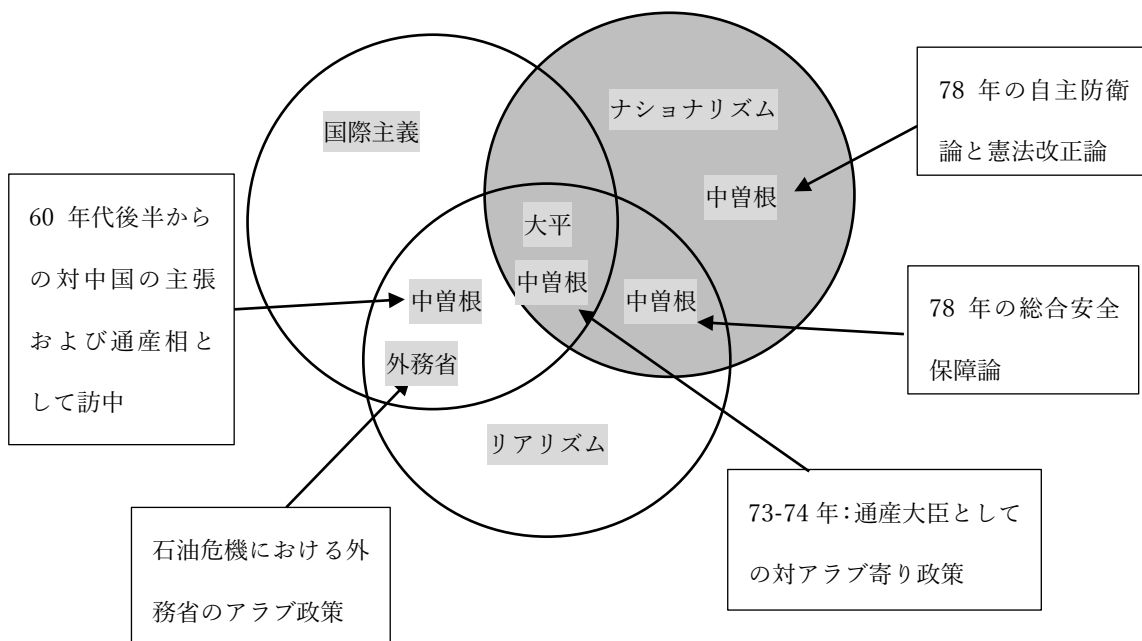 国際主義
ナショナリズム
中曽根
大平
中曽根
中曽根
中曽根
外務省
リアリズム
78 年の自主防衛
論と憲法改正論
60 年代後半から
の対中国の主張
および通産相と
して訪中
78 年の総合安全
保障論
73-74 年：通産大臣として
の対アラブ寄り政策
石油危機における外
務省のアラブ政策